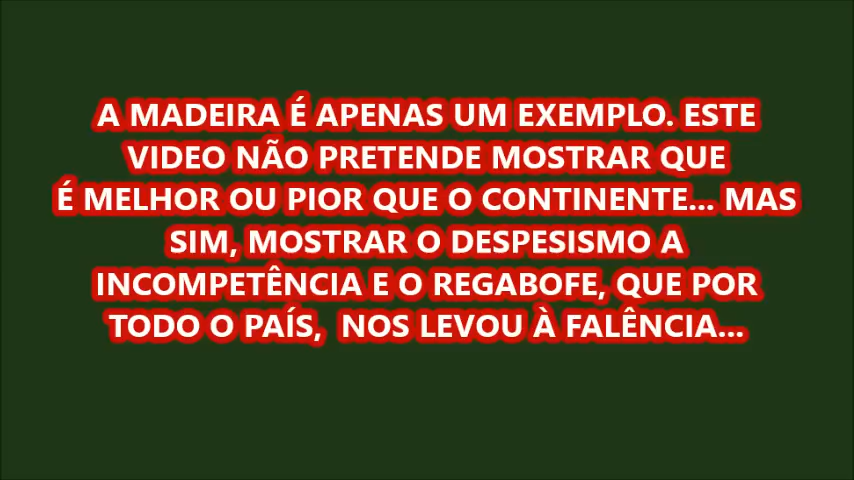 A MADEIRA É APENAS UM EXEMPLO. ESTE
VIDEO NÃO PRETENDE MOSTRAR QUE
É MELHOR OU PIOR QUE O CONTINENTE... MAS
SIM, MOSTRAR O DESPESISMO A
INCOMPETÊNCIA E O REGABOFE, QUE POR
TODO O PAÍS, NOS LEVOU À FALÊNCIA...